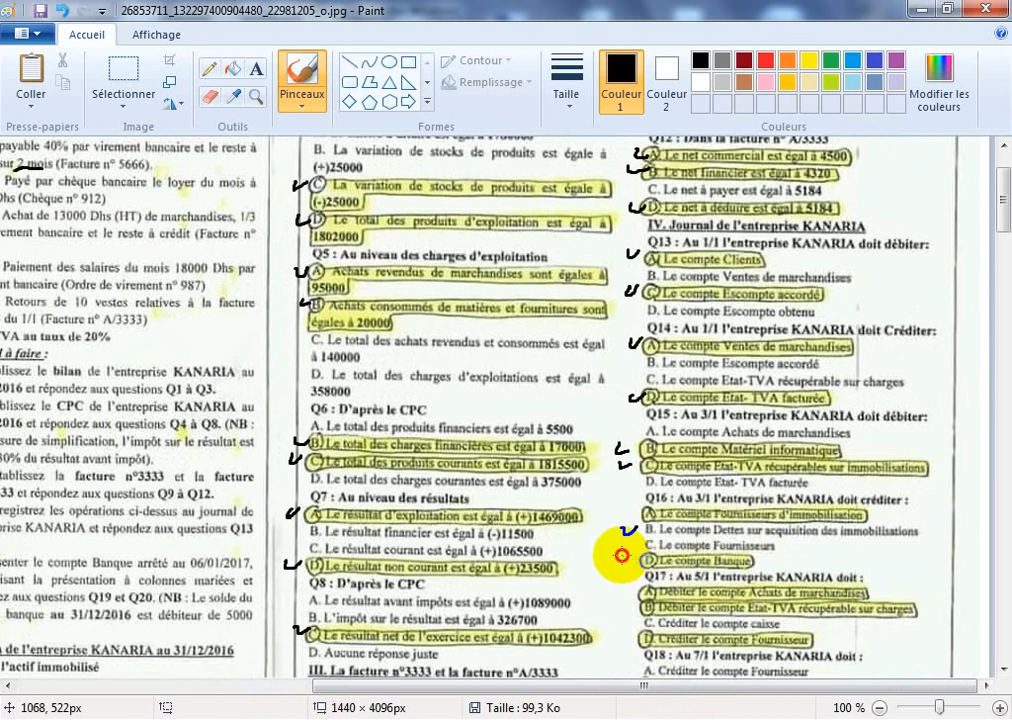 26853711_132297400904480_22981205_o.jpg - Paint
Accueil
Affichage
Coller
Sélectionner
Pinceaux
Contour
Remplissage
Taille
Couleur
1
Couleur
2
Modifier les
couleurs
Presse-papiers
Image
Outils
Formes
Couleurs
payable 40% par virement bancaire et le reste à
sur 2 mois (Facture n° 5666).
Payé par chèque bancaire le loyer du mois à
Dhs (Chèque n° 912)
Achat de 13000 Dhs (HT) de marchandises, 1/3
rement bancaire et le reste à crédit (Facture n°
Paiement des salaires du mois 18000 Dhs par
nt bancaire (Ordre de virement n° 987)
Retours de 10 vestes relatives à la facture
du 1/1 (Facture n° A/3333)
TVA au taux de 20%
l à faire :
blissez le bilan de l'entreprise KANARIA au
2016 et répondez aux questions Q1 à Q3.
blissez le CPC de l'entreprise KANARIA au
2016 et répondez aux questions Q4 à Q8. (NB :
sure de simplification, l'impôt sur le résultat est
30% du résultat avant impôt).
tablissez la facture n°3333 et la facture
33 et répondez aux questions Q9 à Q12.
registrez les opérations ci-dessus au journal de
prise KANARIA et répondez aux questions Q13
senter le compte Banque arrêté au 06/01/2017,
isant la présentation à colonnes mariées et
ez aux questions Q19 et Q20. (NB : Le solde du
banque au 31/12/2016 est débiteur de 5000
n de l'entreprise KANARIA au 31/12/2016
l'actif immobilisé
B. La variation de stocks de produits est égale à
(+)25000
C La variation de stocks de produits est égale à
(-)25000
D Le total des produits d'exploitation est égal à
1802000
Q5 : Au niveau des charges d'exploitation
A Achats revendus de marchandises sont égales à
95000
B Achats consommés de matières et fournitures sont
égales à 20000
C. Le total des achats revendus et consommés est égal
à 140000
D. Le total des charges d'exploitations est égal à
358000
Q6 : D'après le CPC
A. Le total des produits financiers est égal à 5500
B. Le total des charges financières est égal à 17000
C. Le total des produits courants est égal à 1815500
D. Le total des charges courantes est égal à 375000
Q7 : Au niveau des résultats
A. Le résultat d'exploitation est égal à (+)1469000
B. Le résultat financier est égal à (-)11500
C. Le résultat courant est égal à (+)1065500
D. Le résultat non courant est égal à (+)23500
Q8 : D'après le CPC
A. Le résultat avant impôts est égal à (+)1089000
B. L'impôt sur le résultat est égal à 326700
C. Le résultat net de l'exercice est égal à (+)1042300
D. Aucune réponse juste
III. La facture n°3333 et la facture n°A/3333
Q12 : Dans la facture n° A/3333
A. Le net commercial est égal à 4500
B. Le net financier est égal à 4320
C. Le net à payer est égal à 5184
D. Le net à déduire est égal à 5184
IV. Journal de l'entreprise KANARIA
Q13 : Au 1/1 l'entreprise KANARIA doit débiter:
A. Le compte Clients
B. Le compte Ventes de marchandises
C. Le compte Escompte accordé
D. Le compte Escompte obtenu
Q14 : Au 1/1 l'entreprise KANARIA doit Créditer:
A. Le compte Ventes de marchandises
B. Le compte Escompte accordé
C. Le compte Etat-TVA récupérable sur charges
D. Le compte Etat- TVA facturée
Q15 : Au 3/1 l'entreprise KANARIA doit débiter:
A. Le compte Achats de marchandises
B. Le compte Matériel informatique
C. Le compte Etat-TVA récupérables sur immobilisations
D. Le compte Etat-TVA facturée
Q16 : Au 3/1 l'entreprise KANARIA doit créditer :
A. Le compte Fournisseurs d'immobilisation
B. Le compte Dettes sur acquisition des immobilisations
C. Le compte Fournisseurs
D. Le compte Banque
Q17 : Au 5/1 l'entreprise KANARIA doit :
A Débiter le compte Achats de marchandises
B Débiter le compte Etat-TVA récupérable sur charges
C. Créditer le compte caisse
D. Créditer le compte Fournisseur
Q18 : Au 7/1 l'entreprise KANARIA doit :
A. Créditer le compte Fournisseur
1068, 522px
1440 × 4096px
Taille : 99,3 Ko
100 %